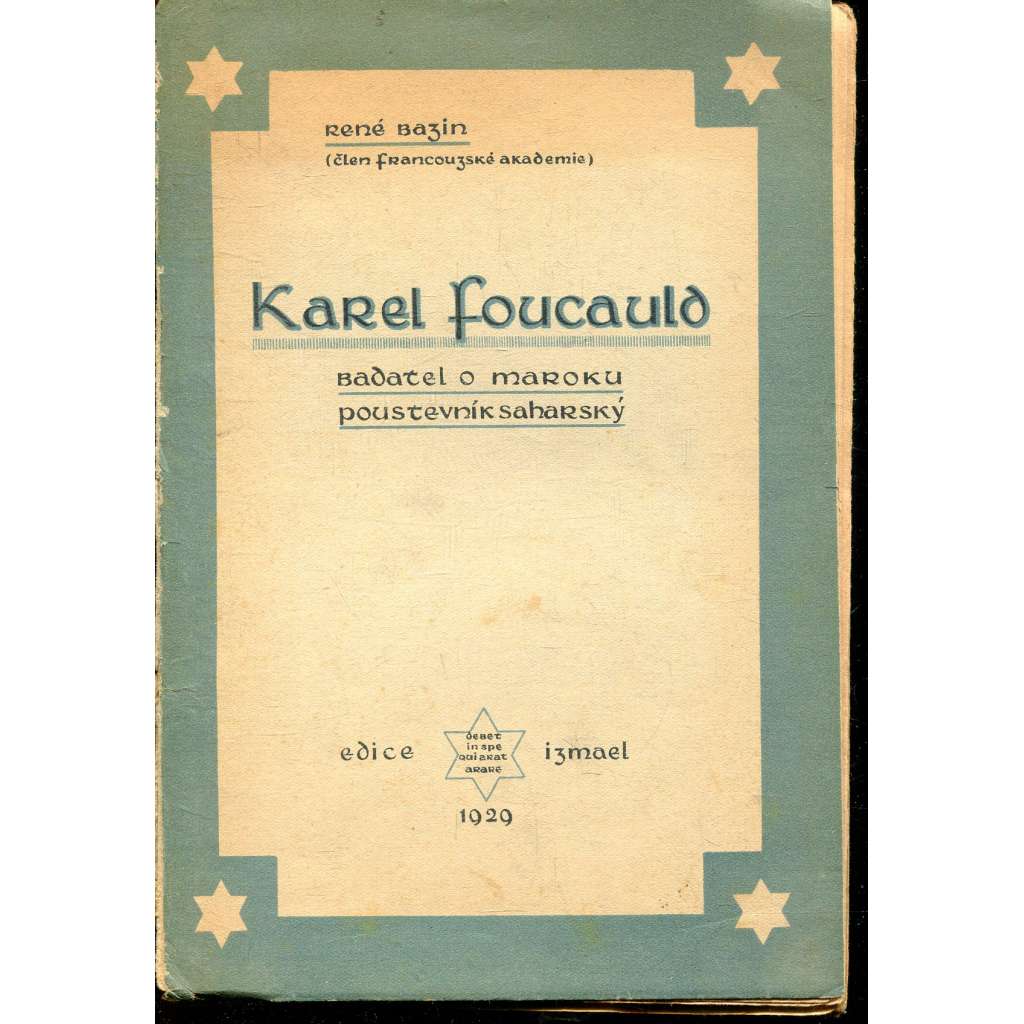 René Bazin
(člen francouzské akademie)
Karel Foucauld
badatel o maroku
poustevník saharský
edice
debet
in spe
qui arat
arare
izmael
1929